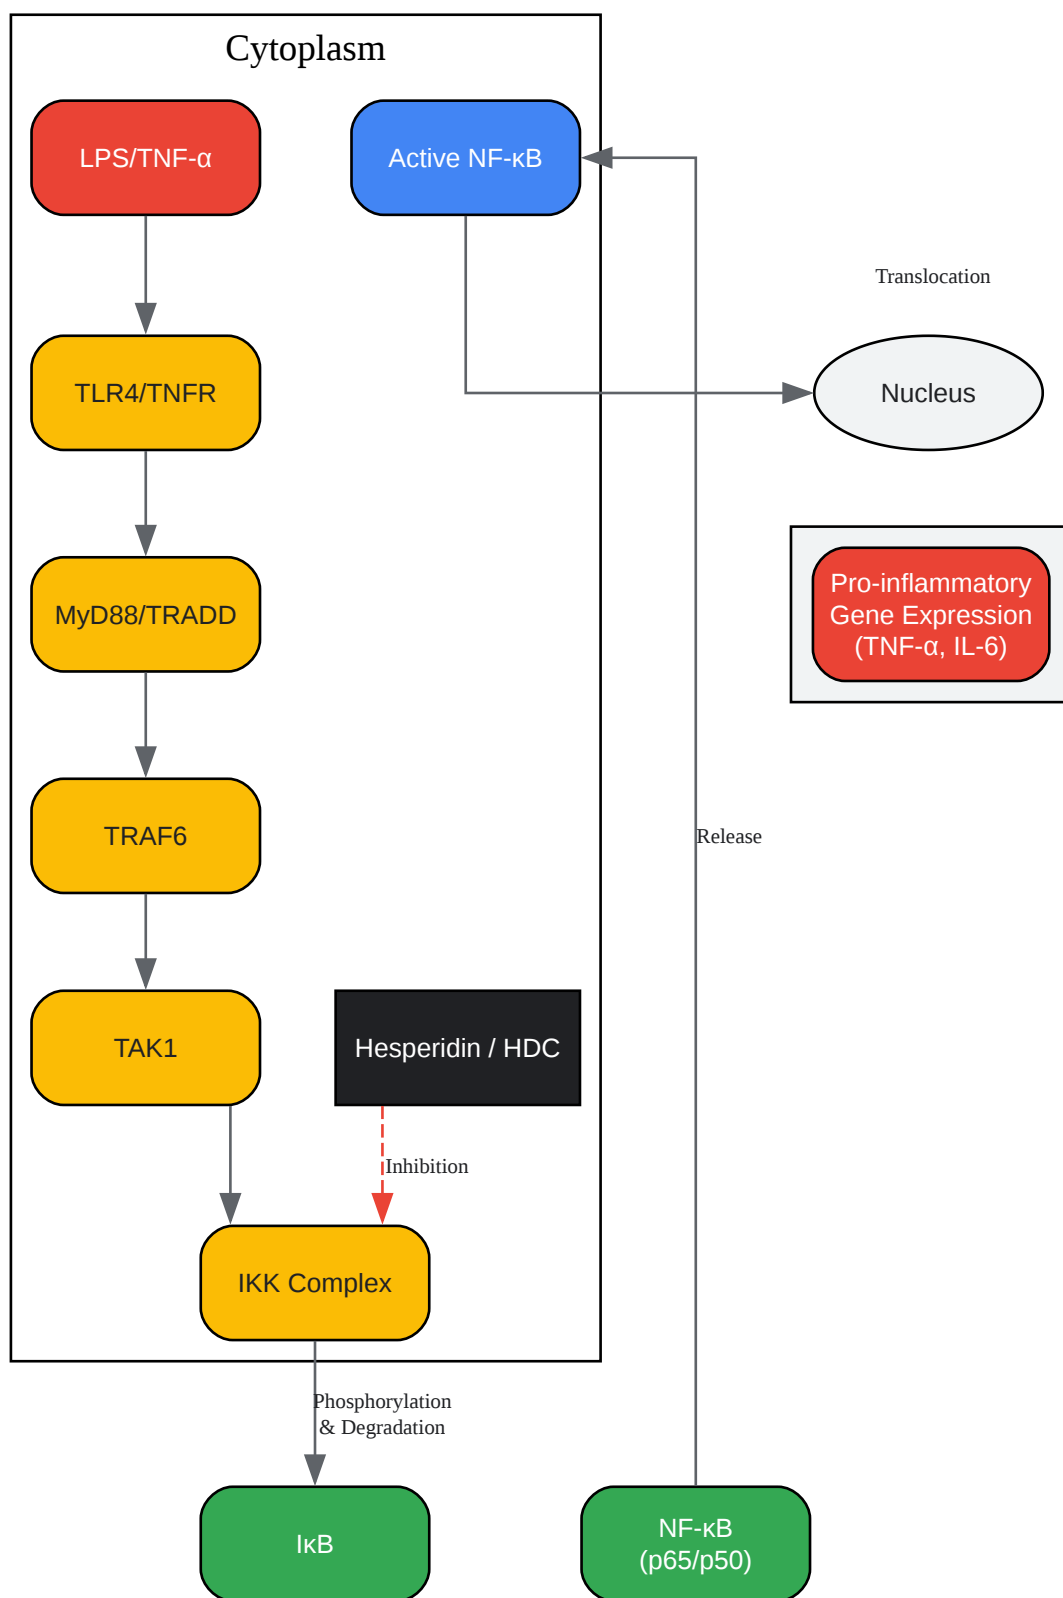 Cytoplasm
LPS/TNF-α
Active NF-κB
Translocation
TLR4/TNFR
Nucleus
MyD88/TRADD
Pro-inflammatory
Gene Expression
(TNF-α, IL-6)
TRAF6
Release
TAK1
Hesperidin / HDC
Inhibition
IKK Complex
Phosphorylation
& Degradation
IκB
NF-κB
(p65/p50)